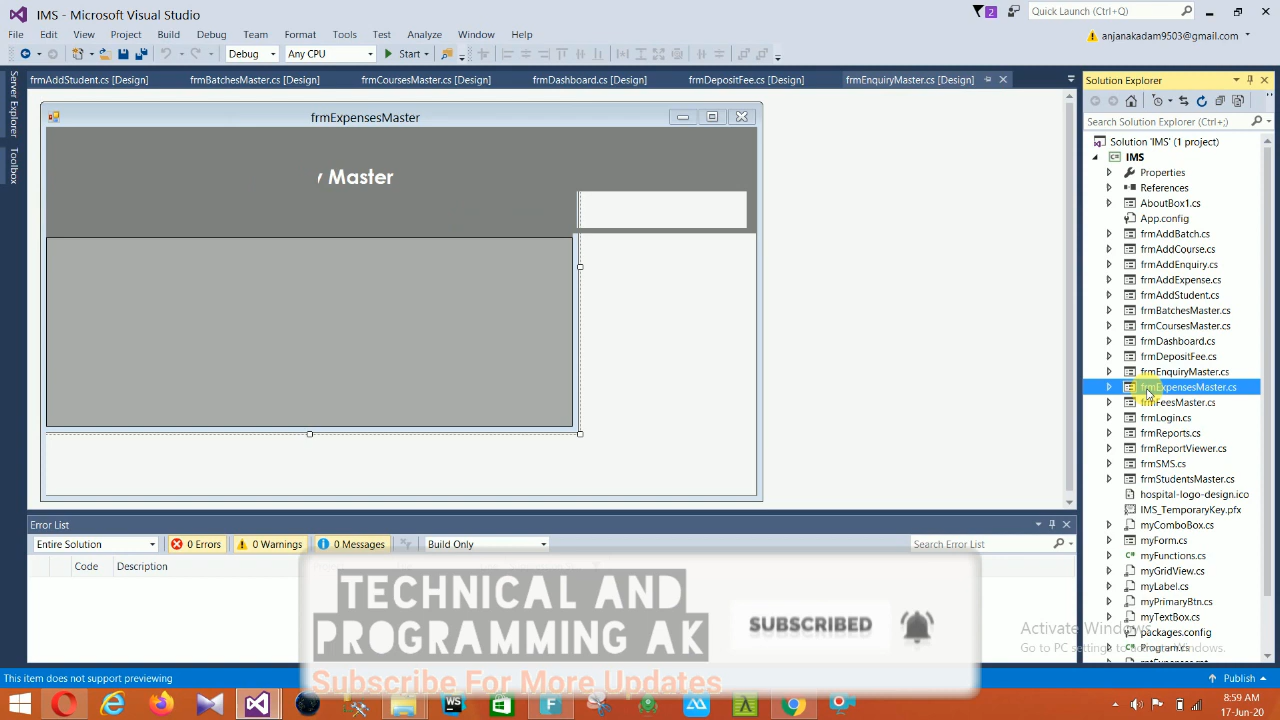 IMS - Microsoft Visual Studio
2
Quick Launch (Ctrl+;)
File Edit View Project Build Debug Team Format Tools Test Analyze Window Help
anjanakadam9503@gmail.com
Debug Any CPU Start
frmAddStudent.cs [Design] frmBatchesMaster.cs [Design] frmCoursesMaster.cs [Design] frmDashboard.cs [Design] frmDepositFee.cs [Design] frmEnquiryMaster.cs [Design]
Server Explorer
Toolbox
frmExpensesMaster
y Master
Solution Explorer
Search Solution Explorer (Ctrl+;)
Solution 'IMS' (1 project)
IMS
Properties
References
AboutBox1.cs
App.config
frmAddBatch.cs
frmAddCourse.cs
frmAddEnquiry.cs
frmAddExpense.cs
frmAddStudent.cs
frmBatchesMaster.cs
frmCoursesMaster.cs
frmDashboard.cs
frmDepositFee.cs
frmEnquiryMaster.cs
frmExpensesMaster.cs
frmFeesMaster.cs
frmLogin.cs
frmReports.cs
frmReportViewer.cs
frmSMS.cs
frmStudentsMaster.cs
hospital-logo-design.ico
IMS_TemporaryKey.pfx
myComboBox.cs
myForm.cs
myFunctions.cs
myGridView.cs
myLabel.cs
myPrimaryBtn.cs
myTextBox.cs
packages.config
Program.cs
Error List
Entire Solution 0 Errors 0 Warnings 0 Messages Build Only Search Error List
Code Description
TECHNICAL AND
PROGRAMMING AK
SUBSCRIBED
Subscribe For More Updates
Activate Windows
Go to PC settings to activate Windows.
This item does not support previewing
Publish
WS
F
8:59 AM
17-Jun-20